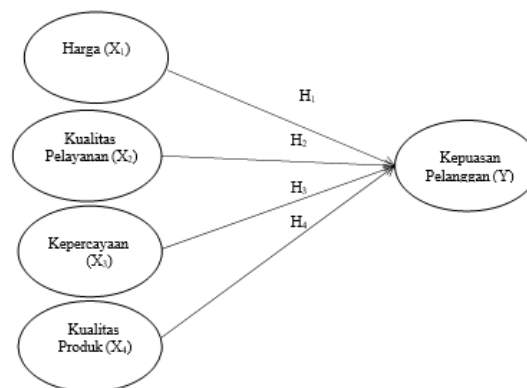 Harga (X₁)
H₁
Kualitas
Pelayanan (X₂)
H₂
Kepuasan
Pelanggan (Y)
H₃
Kepercayaan
(X₃)
H₄
Kualitas
Produk (X₄)